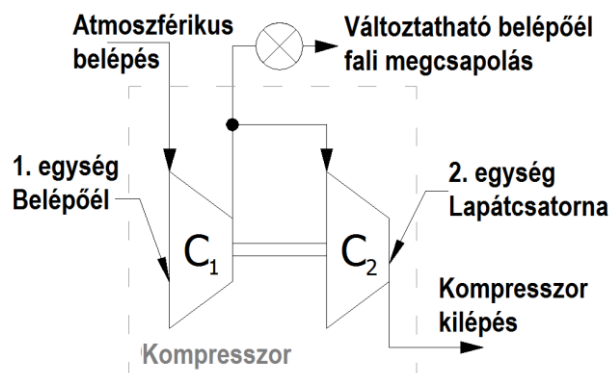 Atmoszférikus
belépés
Változtatható belépőél
fali megcsapolás
1. egység
Belépőél
2. egység
Lapátcsatorna
C1
C2
Kompresszor
kilépés
Kompresszor